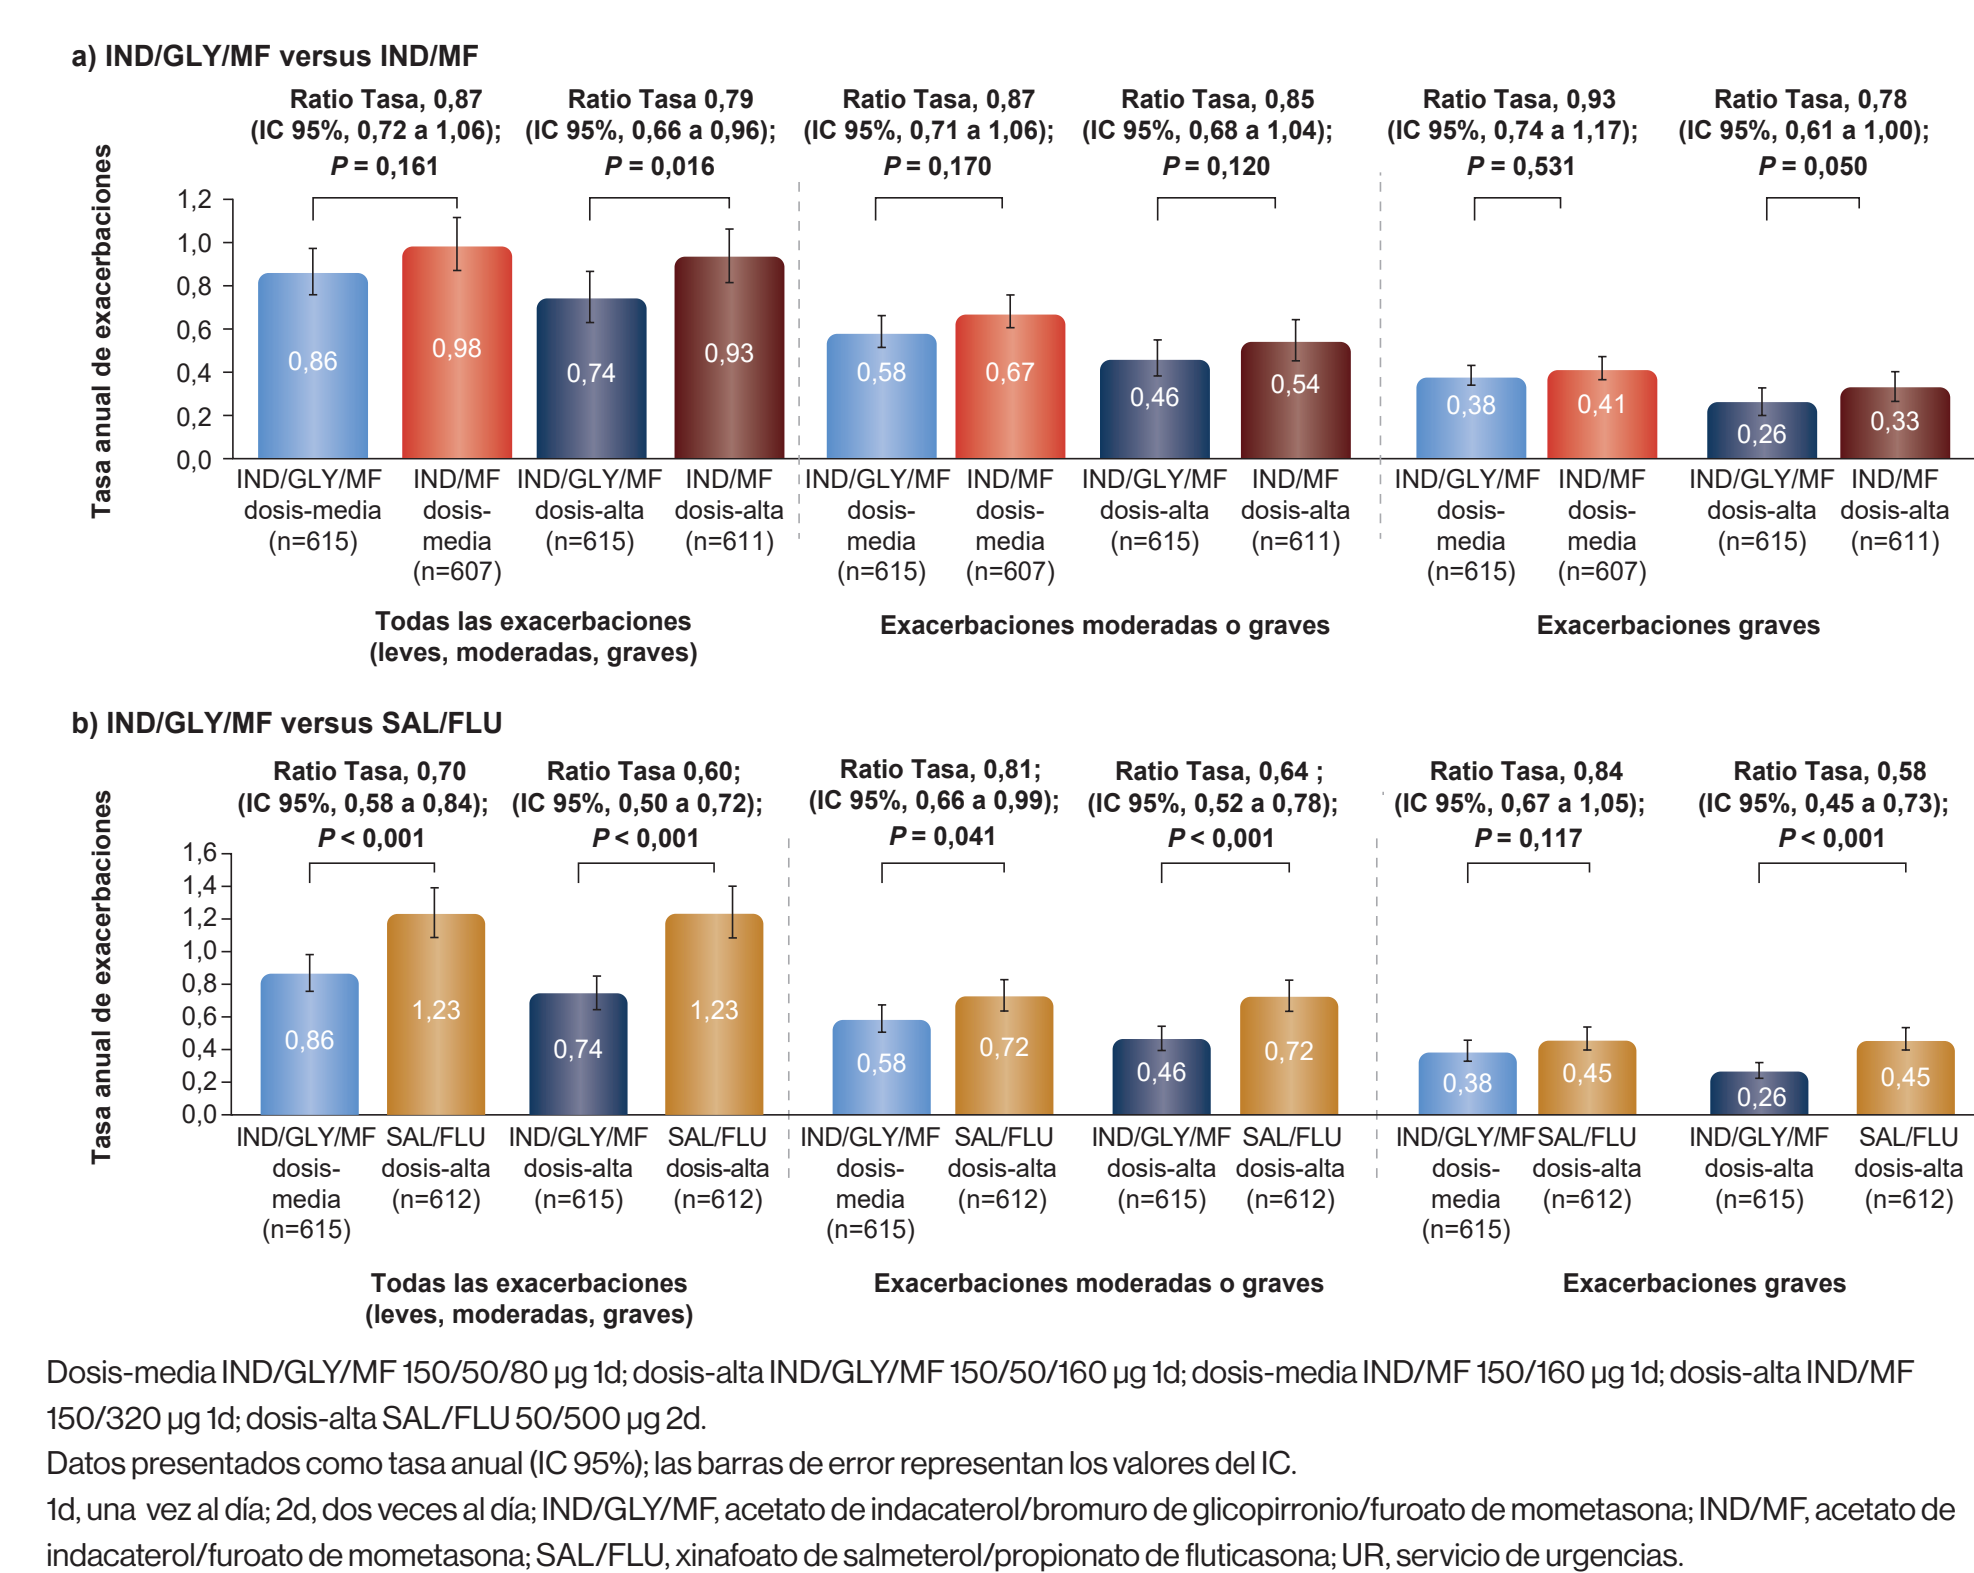 a) IND/GLY/MF versus IND/MF
Ratio Tasa, 0,87
(IC 95%, 0,72 a 1,06);
P = 0,161
Ratio Tasa 0,79
(IC 95%, 0,66 a 0,96);
P = 0,016
Ratio Tasa, 0,87
(IC 95%, 0,71 a 1,06);
P = 0,170
Ratio Tasa, 0,85
(IC 95%, 0,68 a 1,04);
P = 0,120
Ratio Tasa, 0,93
(IC 95%, 0,74 a 1,17);
P = 0,531
Ratio Tasa, 0,78
(IC 95%, 0,61 a 1,00);
P = 0,050
Tasa anual de exacerbaciones
1,2
1,0
0,8
0,6
0,4
0,2
0,0
0,86
0,98
0,74
0,93
0,58
0,67
0,46
0,54
0,38
0,41
0,26
0,33
IND/GLY/MF
dosis-media
(n=615)
IND/MF
dosis-
media
(n=607)
IND/GLY/MF
dosis-alta
(n=615)
IND/MF
dosis-alta
(n=611)
IND/GLY/MF
dosis-
media
(n=615)
IND/MF
dosis-
media
(n=607)
IND/GLY/MF
dosis-alta
(n=615)
IND/MF
dosis-alta
(n=611)
IND/GLY/MF
dosis-
media
(n=615)
IND/MF
dosis-
media
(n=607)
IND/GLY/MF
dosis-alta
(n=615)
IND/MF
dosis-alta
(n=611)
Todas las exacerbaciones
(leves, moderadas, graves)
Exacerbaciones moderadas o graves
Exacerbaciones graves
b) IND/GLY/MF versus SAL/FLU
Ratio Tasa, 0,70
(IC 95%, 0,58 a 0,84);
P < 0,001
Ratio Tasa 0,60;
(IC 95%, 0,50 a 0,72);
P < 0,001
Ratio Tasa, 0,81;
(IC 95%, 0,66 a 0,99);
P = 0,041
Ratio Tasa, 0,64 ;
(IC 95%, 0,52 a 0,78);
P < 0,001
Ratio Tasa, 0,84
(IC 95%, 0,67 a 1,05);
P = 0,117
Ratio Tasa, 0,58
(IC 95%, 0,45 a 0,73);
P < 0,001
Tasa anual de exacerbaciones
1,6
1,4
1,2
1,0
0,8
0,6
0,4
0,2
0,0
0,86
1,23
0,74
1,23
0,58
0,72
0,46
0,72
0,38
0,45
0,26
0,45
IND/GLY/MF
dosis-
media
(n=615)
SAL/FLU
dosis-alta
(n=612)
IND/GLY/MF
dosis-alta
(n=615)
SAL/FLU
dosis-alta
(n=612)
IND/GLY/MF
dosis-
media
(n=615)
SAL/FLU
dosis-alta
(n=612)
IND/GLY/MF
dosis-alta
(n=615)
SAL/FLU
dosis-alta
(n=612)
IND/GLY/MF
dosis-
media
(n=615)
SAL/FLU
dosis-alta
(n=612)
IND/GLY/MF
dosis-alta
(n=615)
SAL/FLU
dosis-alta
(n=612)
Todas las exacerbaciones
(leves, moderadas, graves)
Exacerbaciones moderadas o graves
Exacerbaciones graves
Dosis-media IND/GLY/MF 150/50/80 µg 1d; dosis-alta IND/GLY/MF 150/50/160 µg 1d; dosis-media IND/MF 150/160 µg 1d; dosis-alta IND/MF
150/320 µg 1d; dosis-alta SAL/FLU 50/500 µg 2d.
Datos presentados como tasa anual (IC 95%); las barras de error representan los valores del IC.
1d, una vez al día; 2d, dos veces al día; IND/GLY/MF, acetato de indacaterol/bromuro de glicopirronio/furoato de mometasona; IND/MF, acetato de
indacaterol/furoato de mometasona; SAL/FLU, xinafoato de salmeterol/propionato de fluticasona; UR, servicio de urgencias.